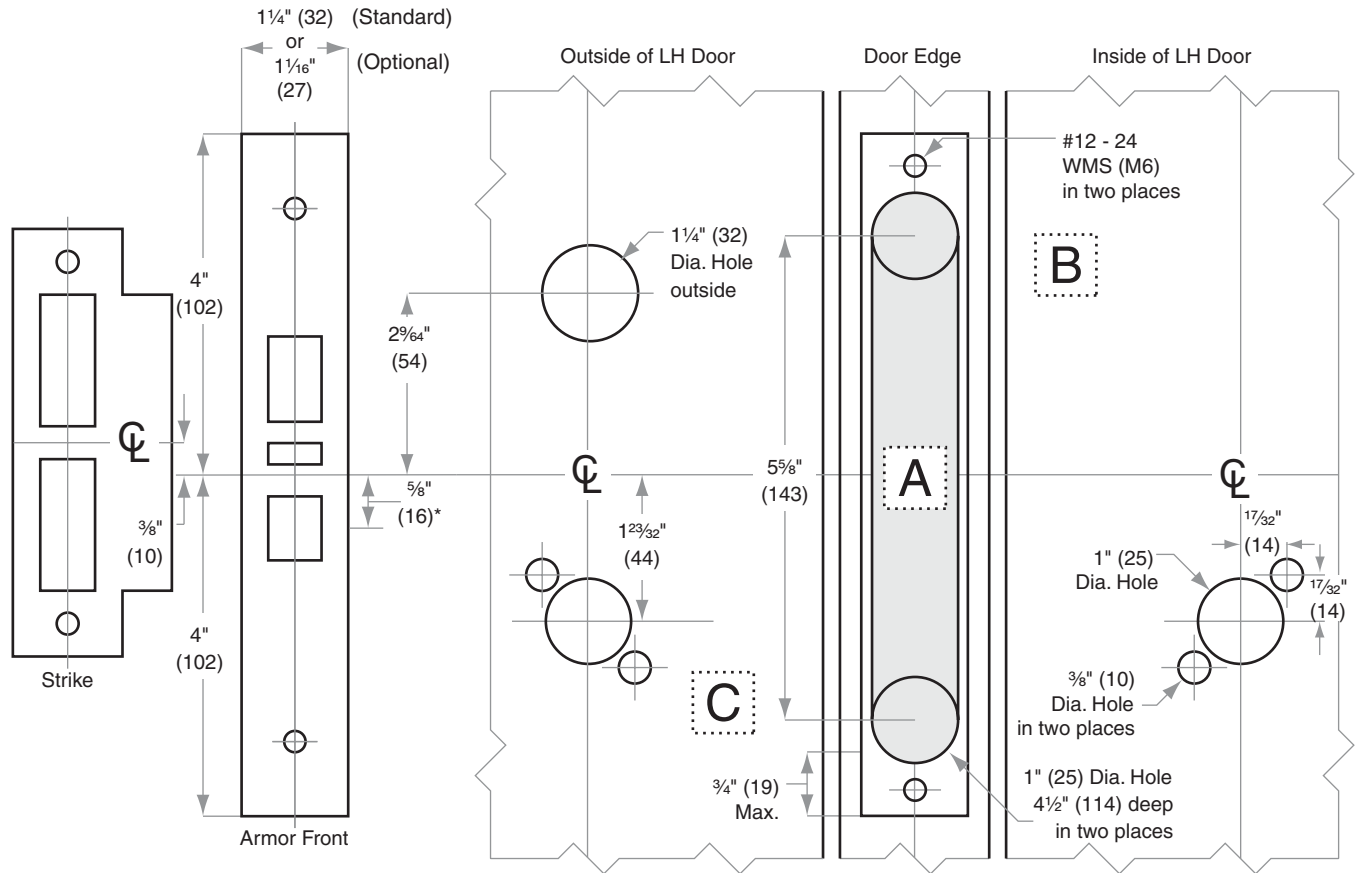 1¼" (32) (Standard)
or
1¹⁄₁₆" (Optional)
(27)
Outside of LH Door
Door Edge
Inside of LH Door
#12 - 24
WMS (M6)
in two places
1¼" (32)
Dia. Hole
outside
B
4"
(102)
2⁹⁄₆₄"
(54)
℄
℄
℄
A
5⅝"
(143)
⅝"
(16)*
⅜"
(10)
1²³⁄₃₂"
(44)
¹⁷⁄₃₂"
(14)
1" (25)
Dia. Hole
¹⁷⁄₃₂"
(14)
4"
(102)
Strike
C
⅜" (10)
Dia. Hole
in two places
¾" (19)
Max.
1" (25) Dia. Hole
4½" (114) deep
in two places
Armor Front